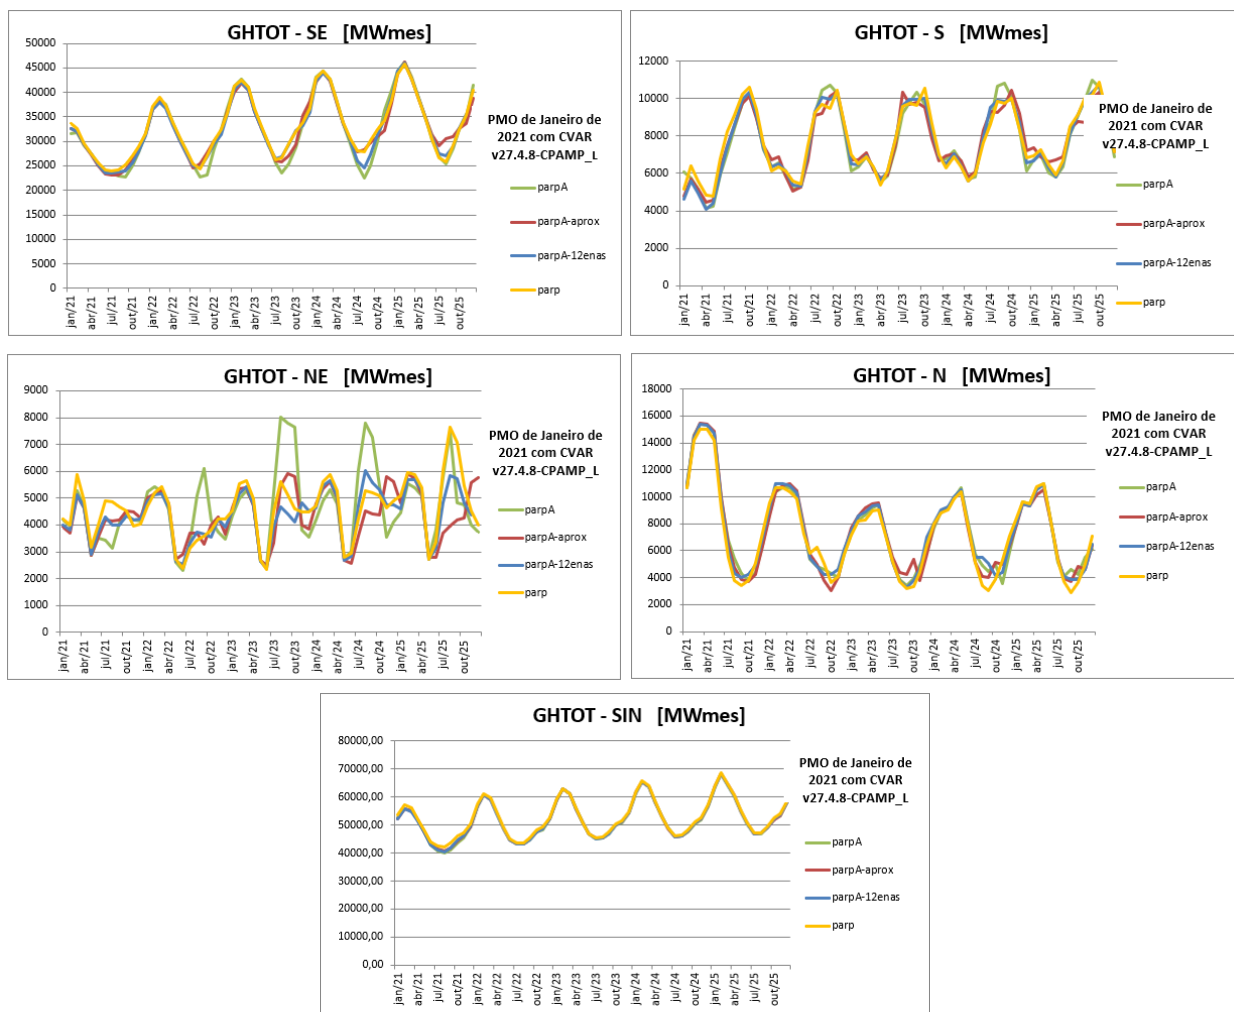 GHTOT - SE [MWmes]
50000
45000
40000
35000
30000
25000
20000
15000
10000
5000
0
jan/21
abr/21
jul/21
out/21
jan/22
abr/22
jul/22
out/22
jan/23
abr/23
jul/23
out/23
jan/24
abr/24
jul/24
out/24
jan/25
abr/25
jul/25
out/25
PMO de Janeiro de
2021 com CVAR
v27.4.8-CPAMP_L
parpA
parpA-aprox
parpA-12enas
parp
GHTOT - S [MWmes]
12000
10000
8000
6000
4000
2000
0
jan/21
abr/21
jul/21
out/21
jan/22
abr/22
jul/22
out/22
jan/23
abr/23
jul/23
out/23
jan/24
abr/24
jul/24
out/24
jan/25
abr/25
jul/25
out/25
PMO de Janeiro de
2021 com CVAR
v27.4.8-CPAMP_L
parpA
parpA-aprox
parpA-12enas
parp
GHTOT - NE [MWmes]
9000
8000
7000
6000
5000
4000
3000
2000
1000
0
jan/21
abr/21
jul/21
out/21
jan/22
abr/22
jul/22
out/22
jan/23
abr/23
jul/23
out/23
jan/24
abr/24
jul/24
out/24
jan/25
abr/25
jul/25
out/25
PMO de Janeiro de
2021 com CVAR
v27.4.8-CPAMP_L
parpA
parpA-aprox
parpA-12enas
parp
GHTOT - N [MWmes]
18000
16000
14000
12000
10000
8000
6000
4000
2000
0
jan/21
abr/21
jul/21
out/21
jan/22
abr/22
jul/22
out/22
jan/23
abr/23
jul/23
out/23
jan/24
abr/24
jul/24
out/24
jan/25
abr/25
jul/25
out/25
PMO de Janeiro de
2021 com CVAR
v27.4.8-CPAMP_L
parpA
parpA-aprox
parpA-12enas
parp
GHTOT - SIN [MWmes]
80000,00
70000,00
60000,00
50000,00
40000,00
30000,00
20000,00
10000,00
0,00
jan/21
abr/21
jul/21
out/21
jan/22
abr/22
jul/22
out/22
jan/23
abr/23
jul/23
out/23
jan/24
abr/24
jul/24
out/24
jan/25
abr/25
jul/25
out/25
PMO de Janeiro de
2021 com CVAR
v27.4.8-CPAMP_L
parpA
parpA-aprox
parpA-12enas
parp